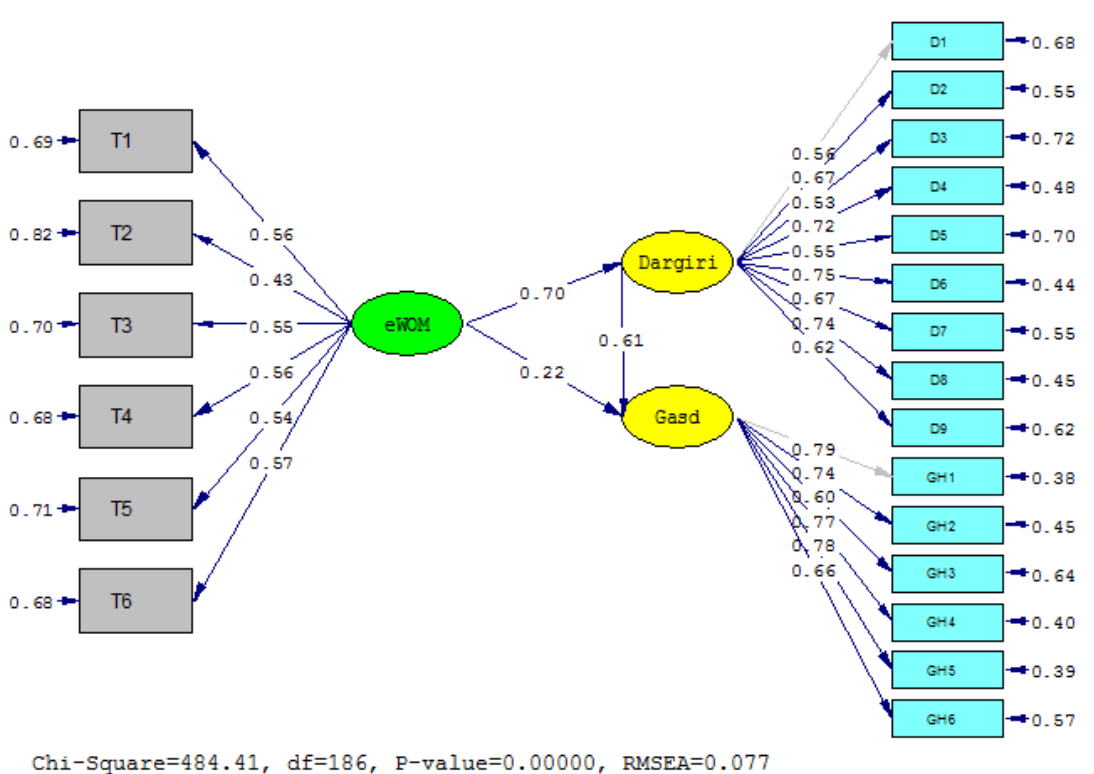 0.69 T1
0.82 T2
0.70 T3
0.68 T4
0.71 T5
0.68 T6
0.56
0.43
0.55
0.56
0.54
0.57
eWOM
0.70
0.22
0.61
Dargiri
Gasd
0.56
0.67
0.53
0.72
0.55
0.75
0.67
0.74
0.62
0.79
0.74
0.60
0.77
0.78
0.66
D1 0.68
D2 0.55
D3 0.72
D4 0.48
D5 0.70
D6 0.44
D7 0.55
D8 0.45
D9 0.62
GH1 0.38
GH2 0.45
GH3 0.64
GH4 0.40
GH5 0.39
GH6 0.57
Chi-Square=484.41, df=186, P-value=0.00000, RMSEA=0.077